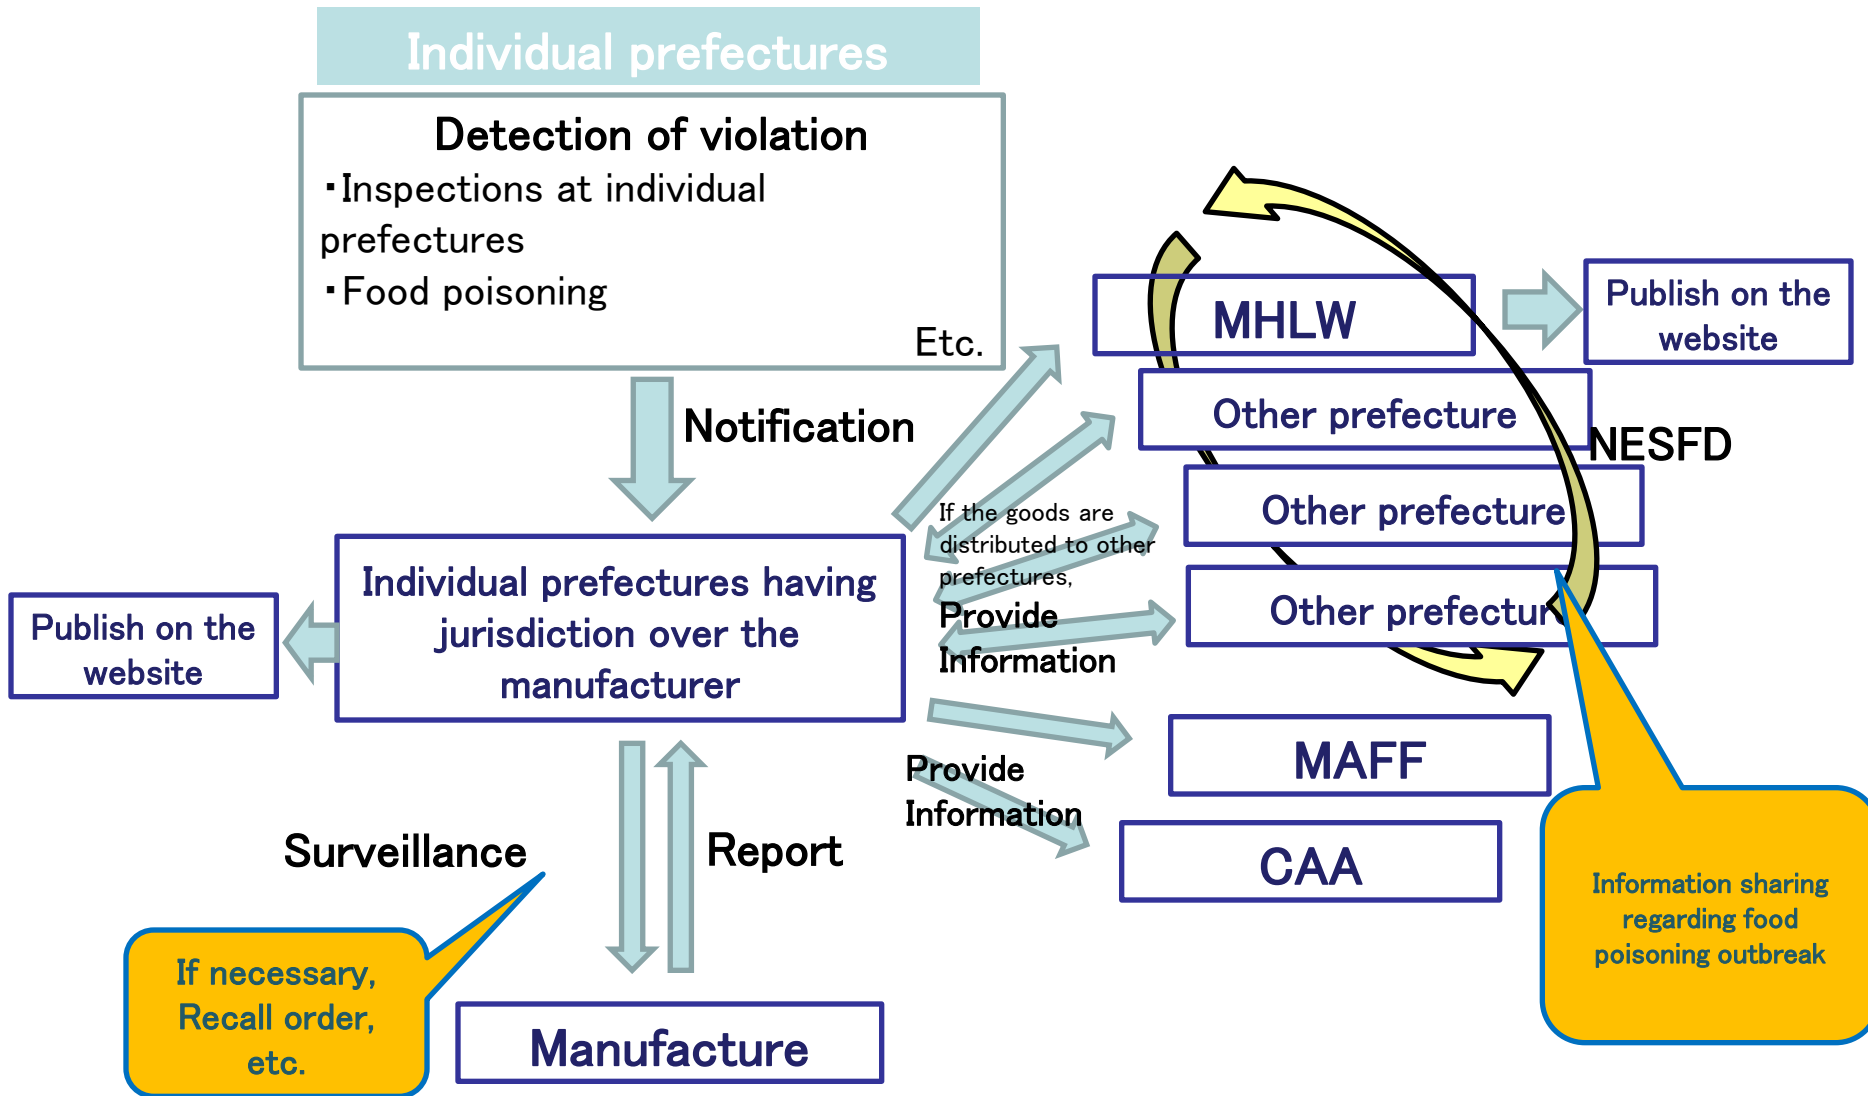 Individual prefectures
Detection of violation
・Inspections at individual
prefectures
・Food poisoning
Etc.
Notification
MHLW
Publish on the
website
Other prefecture
NESFD
Other prefecture
Other prefecture
If the goods are
distributed to other
prefectures,
Provide
Information
Individual prefectures having
jurisdiction over the
manufacturer
Publish on the
website
MAFF
Provide
Information
CAA
Surveillance
Report
Information sharing
regarding food
poisoning outbreak
If necessary,
Recall order,
etc.
Manufacture